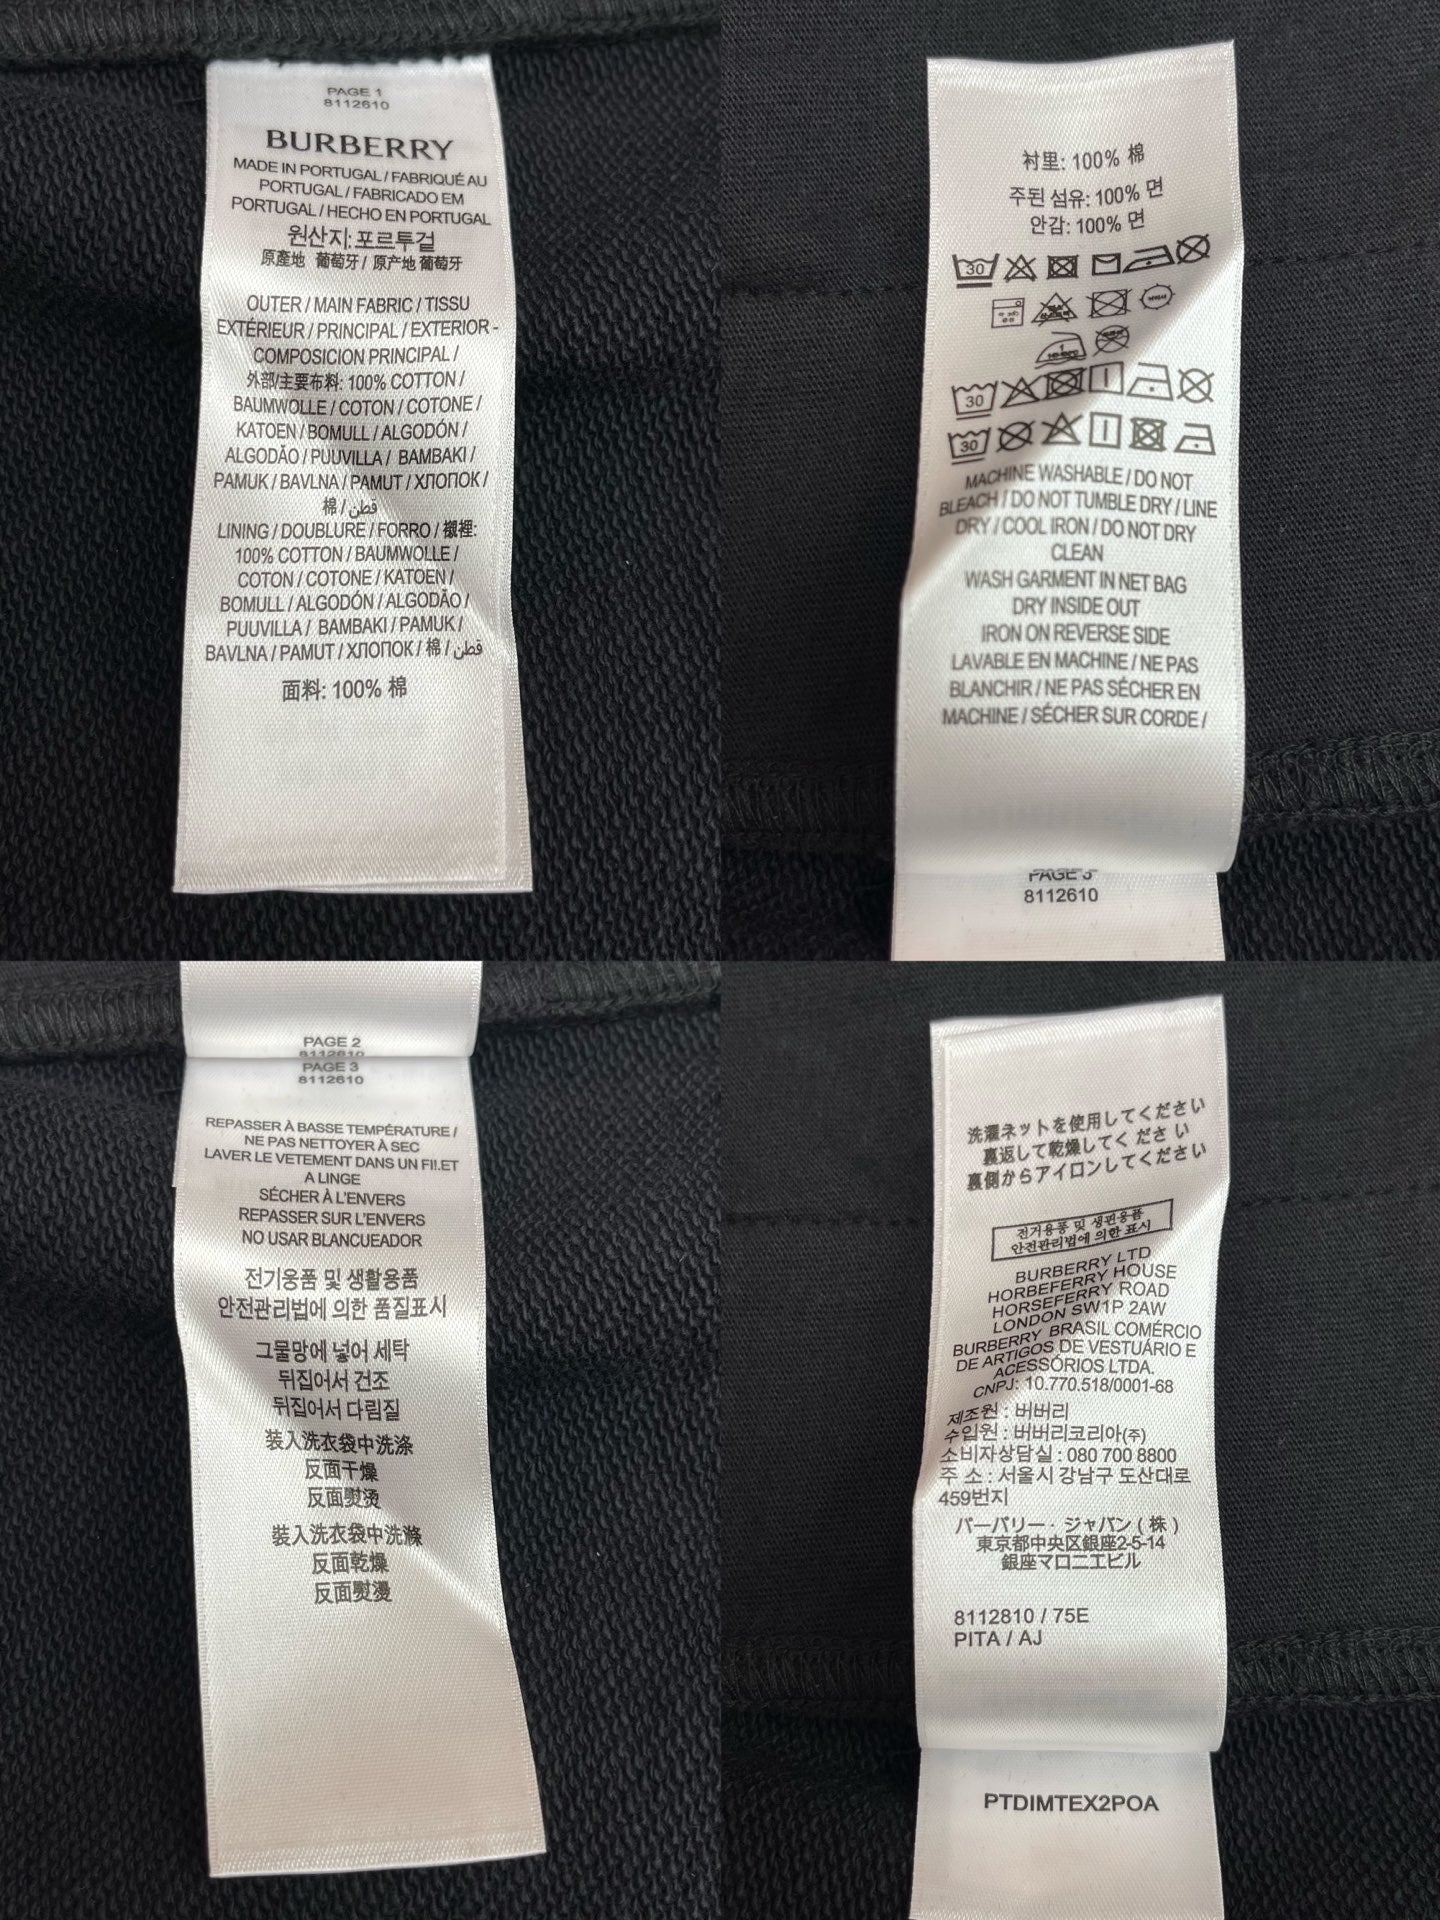 PAGE 1
8112610
BURBERRY
MADE IN PORTUGAL / FABRIQUÉ AU
PORTUGAL / FABRICADO EM
PORTUGAL / HECHO EN PORTUGAL
원산지: 포르투걸
原產地 葡萄牙 / 原产地 葡萄牙
OUTER / MAIN FABRIC / TISSU
EXTÉRIEUR / PRINCIPAL / EXTERIOR -
COMPOSICION PRINCIPAL /
外部/主要布料: 100% COTTON /
BAUMWOLLE / COTON / COTONE /
KATOEN / BOMULL / ALGODÓN /
ALGODÃO / PUUVILLA / BAMBAKI /
PAMUK / BAVLNA / PAMUT / ХЛОПОК /
棉 / قطن
LINING / DOUBLURE / FORRO / 襯裡:
100% COTTON / BAUMWOLLE /
COTON / COTONE / KATOEN /
BOMULL / ALGODÓN / ALGODÃO /
PUUVILLA / BAMBAKI / PAMUK /
BAVLNA / PAMUT / ХЛОПОК / 棉 / قطن
面料: 100% 棉
衬里: 100% 棉
주된 섬유: 100% 면
안감: 100% 면
30
30
30
MACHINE WASHABLE / DO NOT
BLEACH / DO NOT TUMBLE DRY / LINE
DRY / COOL IRON / DO NOT DRY
CLEAN
WASH GARMENT IN NET BAG
DRY INSIDE OUT
IRON ON REVERSE SIDE
LAVABLE EN MACHINE / NE PAS
BLANCHIR / NE PAS SÉCHER EN
MACHINE / SÉCHER SUR CORDE /
PAGE 3
8112610
PAGE 2
8112610
PAGE 3
8112610
REPASSER À BASSE TEMPÉRATURE /
NE PAS NETTOYER À SEC
LAVER LE VETEMENT DANS UN FI!.ET
A LINGE
SÉCHER À L'ENVERS
REPASSER SUR L'ENVERS
NO USAR BLANCUEADOR
전기웅품 및 생활용품
안전관리법에 의한 품질표시
그물망에 넣어 세탁
뒤집어서 건조
뒤집어서 다림질
装入洗衣袋中洗涤
反面干燥
反面熨烫
裝入洗衣袋中洗滌
反面乾燥
反面熨燙
洗濯ネットを使用してください
裏返して乾燥してく ださ い
裏側からアイロンしてください
전기용품 및 생활용품
안전관리법에 의한 표시
BURBERRY LTD
HORBEFERRY HOUSE
HORSEFERRY ROAD
LONDON SW1P 2AW
BURBERRY BRASIL COMÉRCIO
DE ARTIGOS DE VESTUÁRIO E
ACESSÓRIOS LTDA.
CNPJ: 10.770.518/0001-68
제조원 : 버버리
수입원 : 버버리코리아(주)
소비자상담실 : 080 700 8800
주 소 : 서울시 강남구 도산대로
459번지
バーバリー · ジャパン ( 株 )
東京都中央区銀座2-5-14
銀座マロニエビル
8112810 / 75E
PITA / AJ
PTDIMTEX2POA